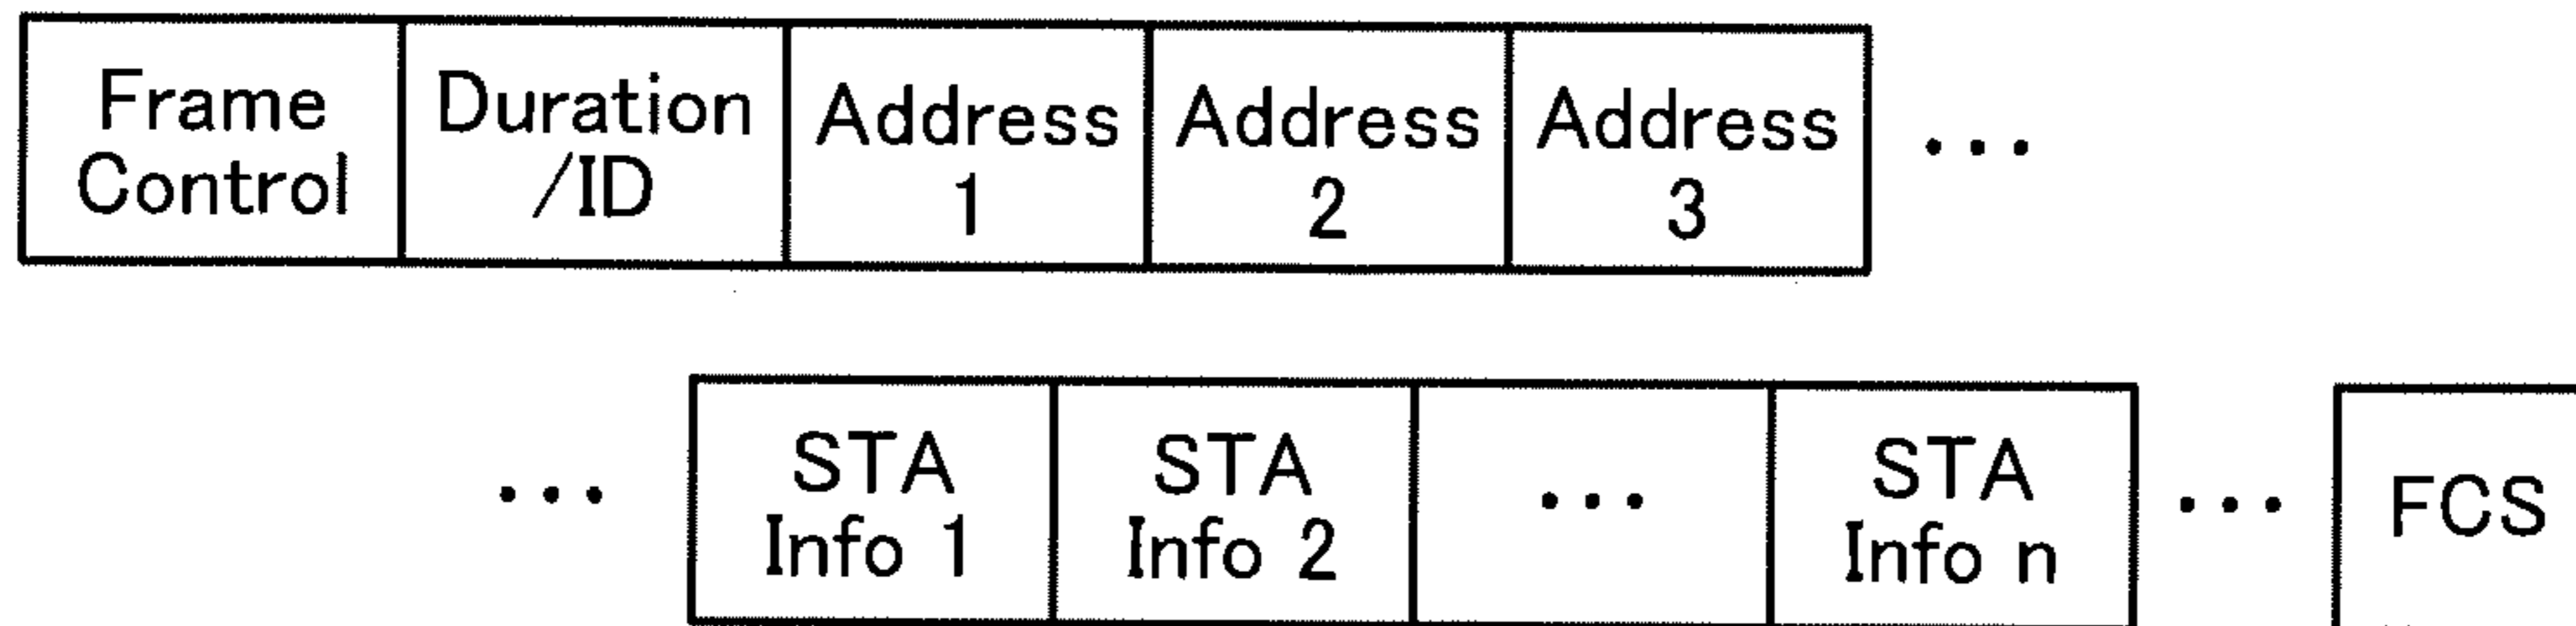 Frame Control Duration /ID Address 1 Address 2 Address 3 ...
... STA Info 1 STA Info 2 ... STA Info n ... FCS